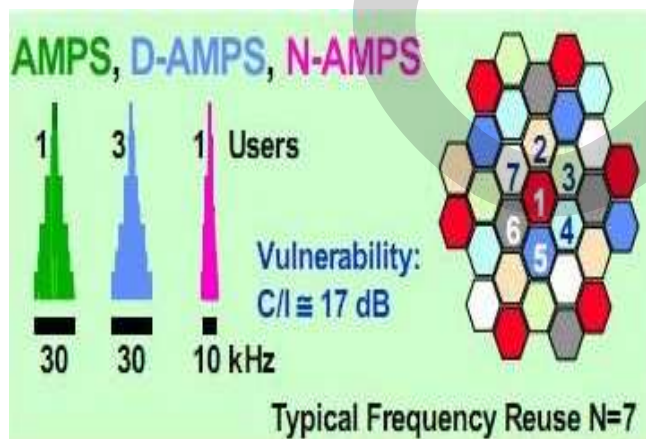 AMPS, D-AMPS, N-AMPS
1 3 1 Users
2
7 3
1
6 4
5
Vulnerability:
C/I ≅ 17 dB
30 30 10 kHz
Typical Frequency Reuse N=7